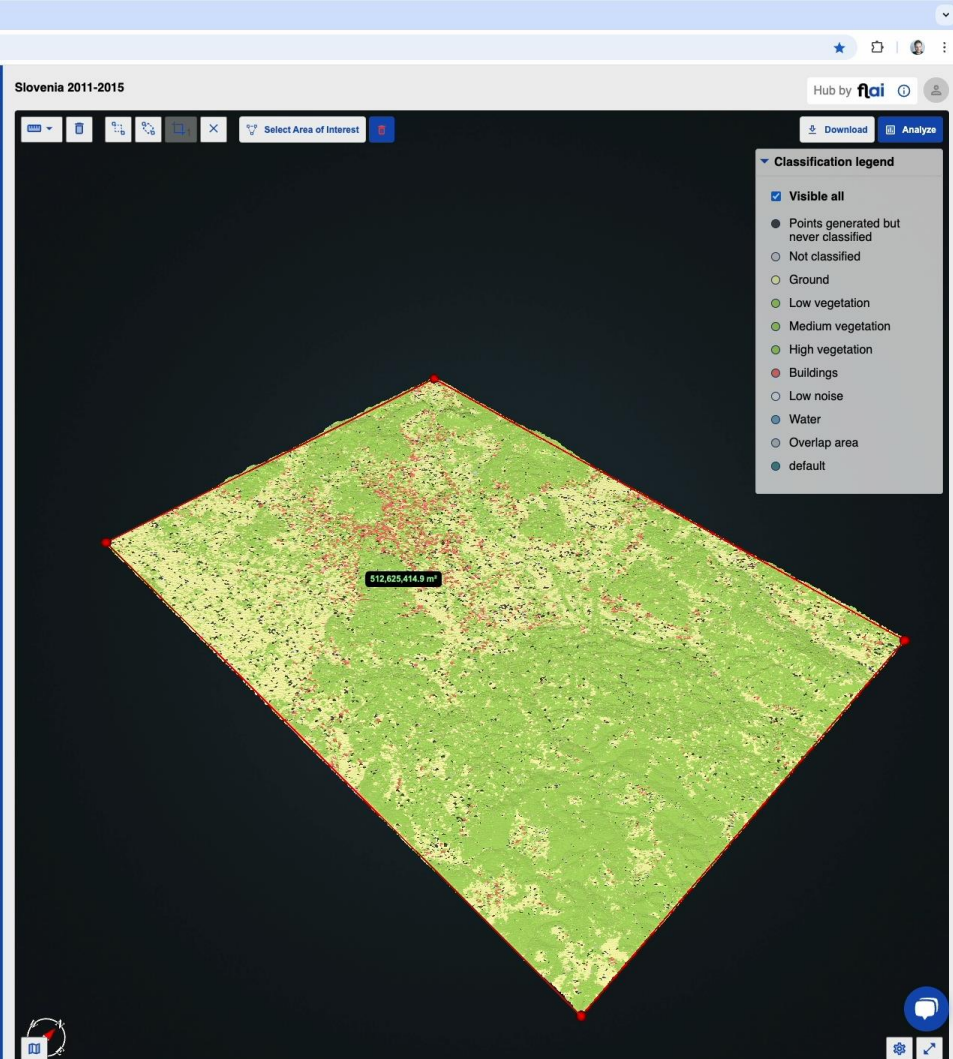 Slovenia 2011-2015
Hub by flai
Select Area of Interest
Download
Analyze
Classification legend
Visible all
Points generated but
never classified
Not classified
Ground
Low vegetation
Medium vegetation
High vegetation
Buildings
Low noise
Water
Overlap area
default
512,625,414.9 m²